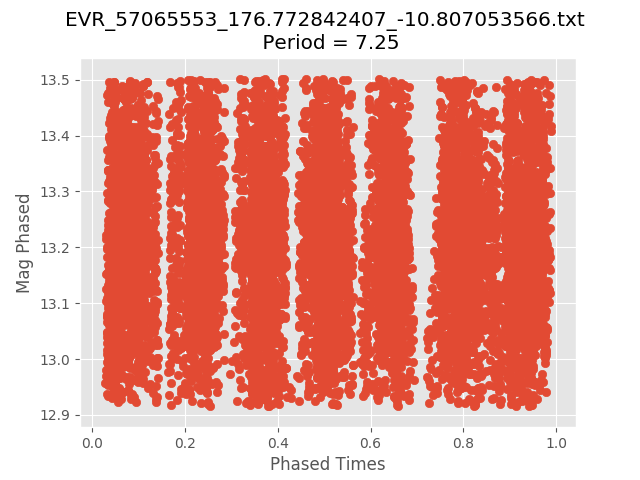 EVR_57065553_176.772842407_-10.807053566.txt
Period = 7.25
13.5
13.4
13.3
13.2
13.1
13.0
12.9
Mag Phased
0.0 0.2 0.4 0.6 0.8 1.0
Phased Times